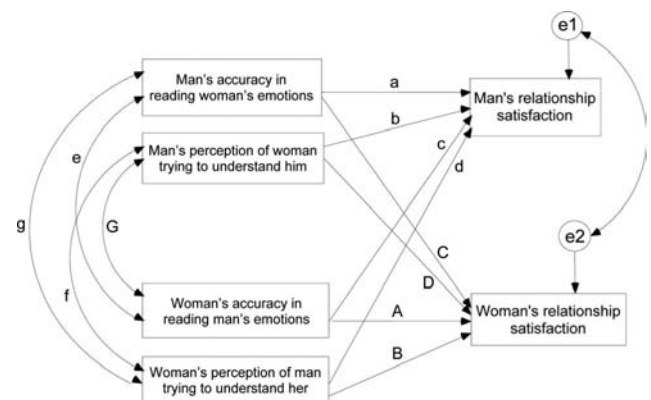 e1
Man's accuracy in
reading woman's emotions
a
Man's relationship
satisfaction
b
Man's perception of woman
trying to understand him
c
d
e
g
G
f
C
D
e2
Woman's accuracy in
reading man's emotions
A
Woman's relationship
satisfaction
B
Woman's perception of man
trying to understand her